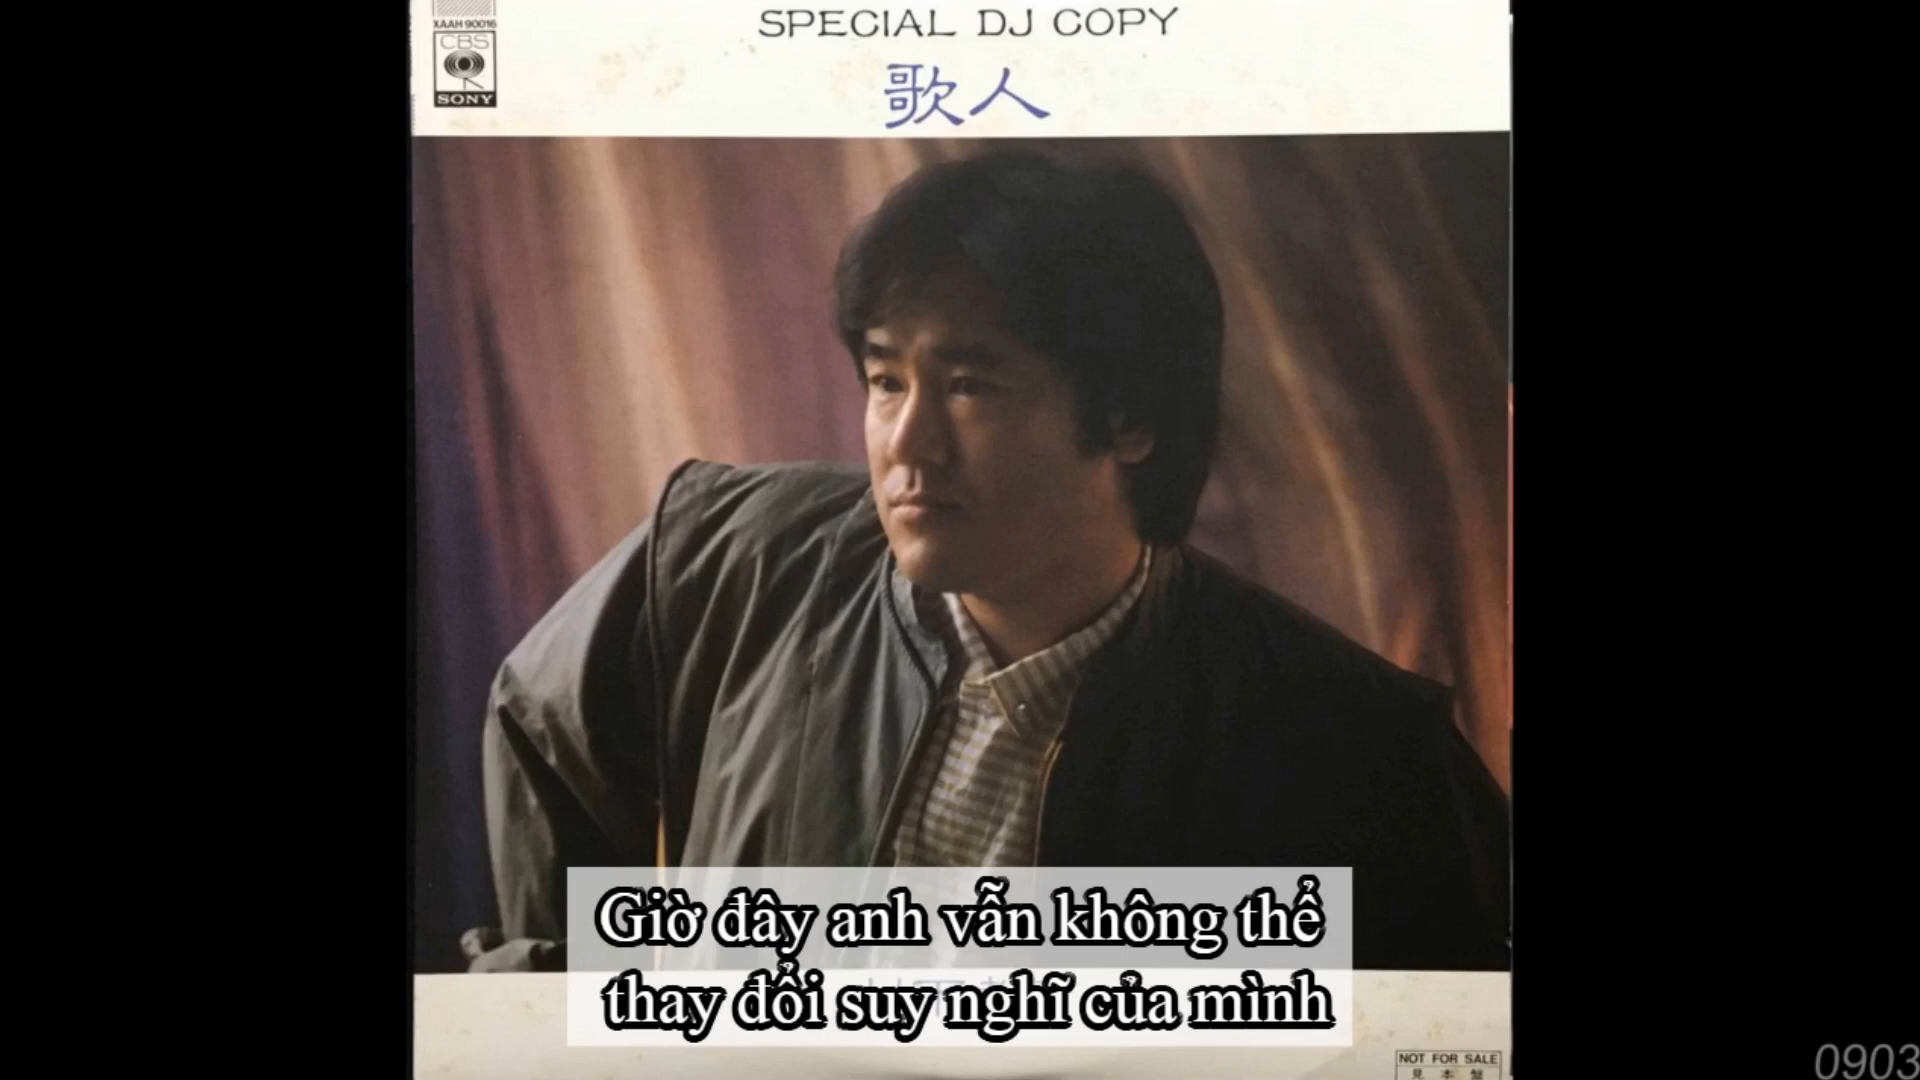 XAAH 90016
CBS
SONY
SPECIAL DJ COPY
歌人
Giờ đây anh vẫn không thể
thay đổi suy nghĩ của mình
NOT FOR SALE
見本盤
0903